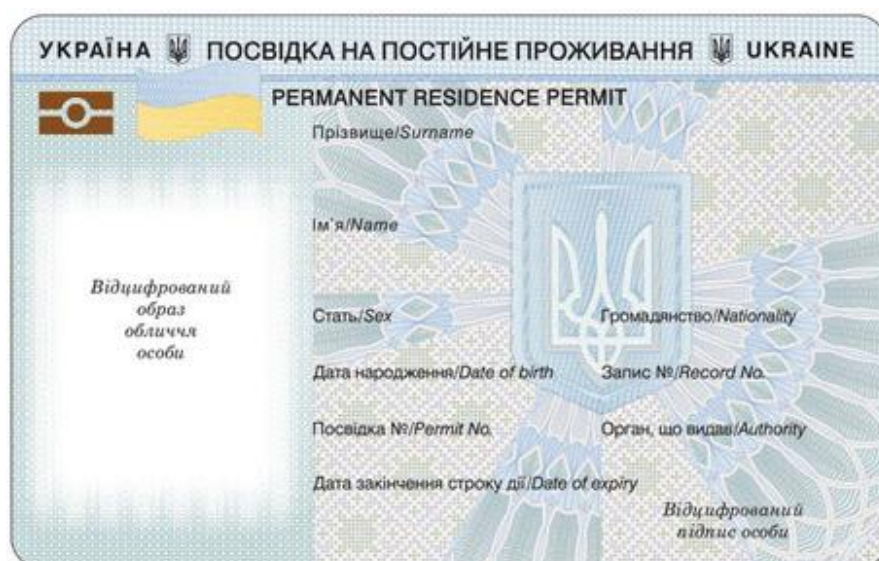 УКРАЇНА ПОСВІДКА НА ПОСТІЙНЕ ПРОЖИВАННЯ UKRAINE
PERMANENT RESIDENCE PERMIT
Прізвище/Surname
Ім'я/Name
Відцифрований
образ
обличчя
особи
Стать/Sex Громадянство/Nationality
Дата народження/Date of birth Запис №/Record No.
Посвідка №/Permit No. Орган, що видав/Authority
Дата закінчення строку дії/Date of expiry
Відцифрований
підпис особи